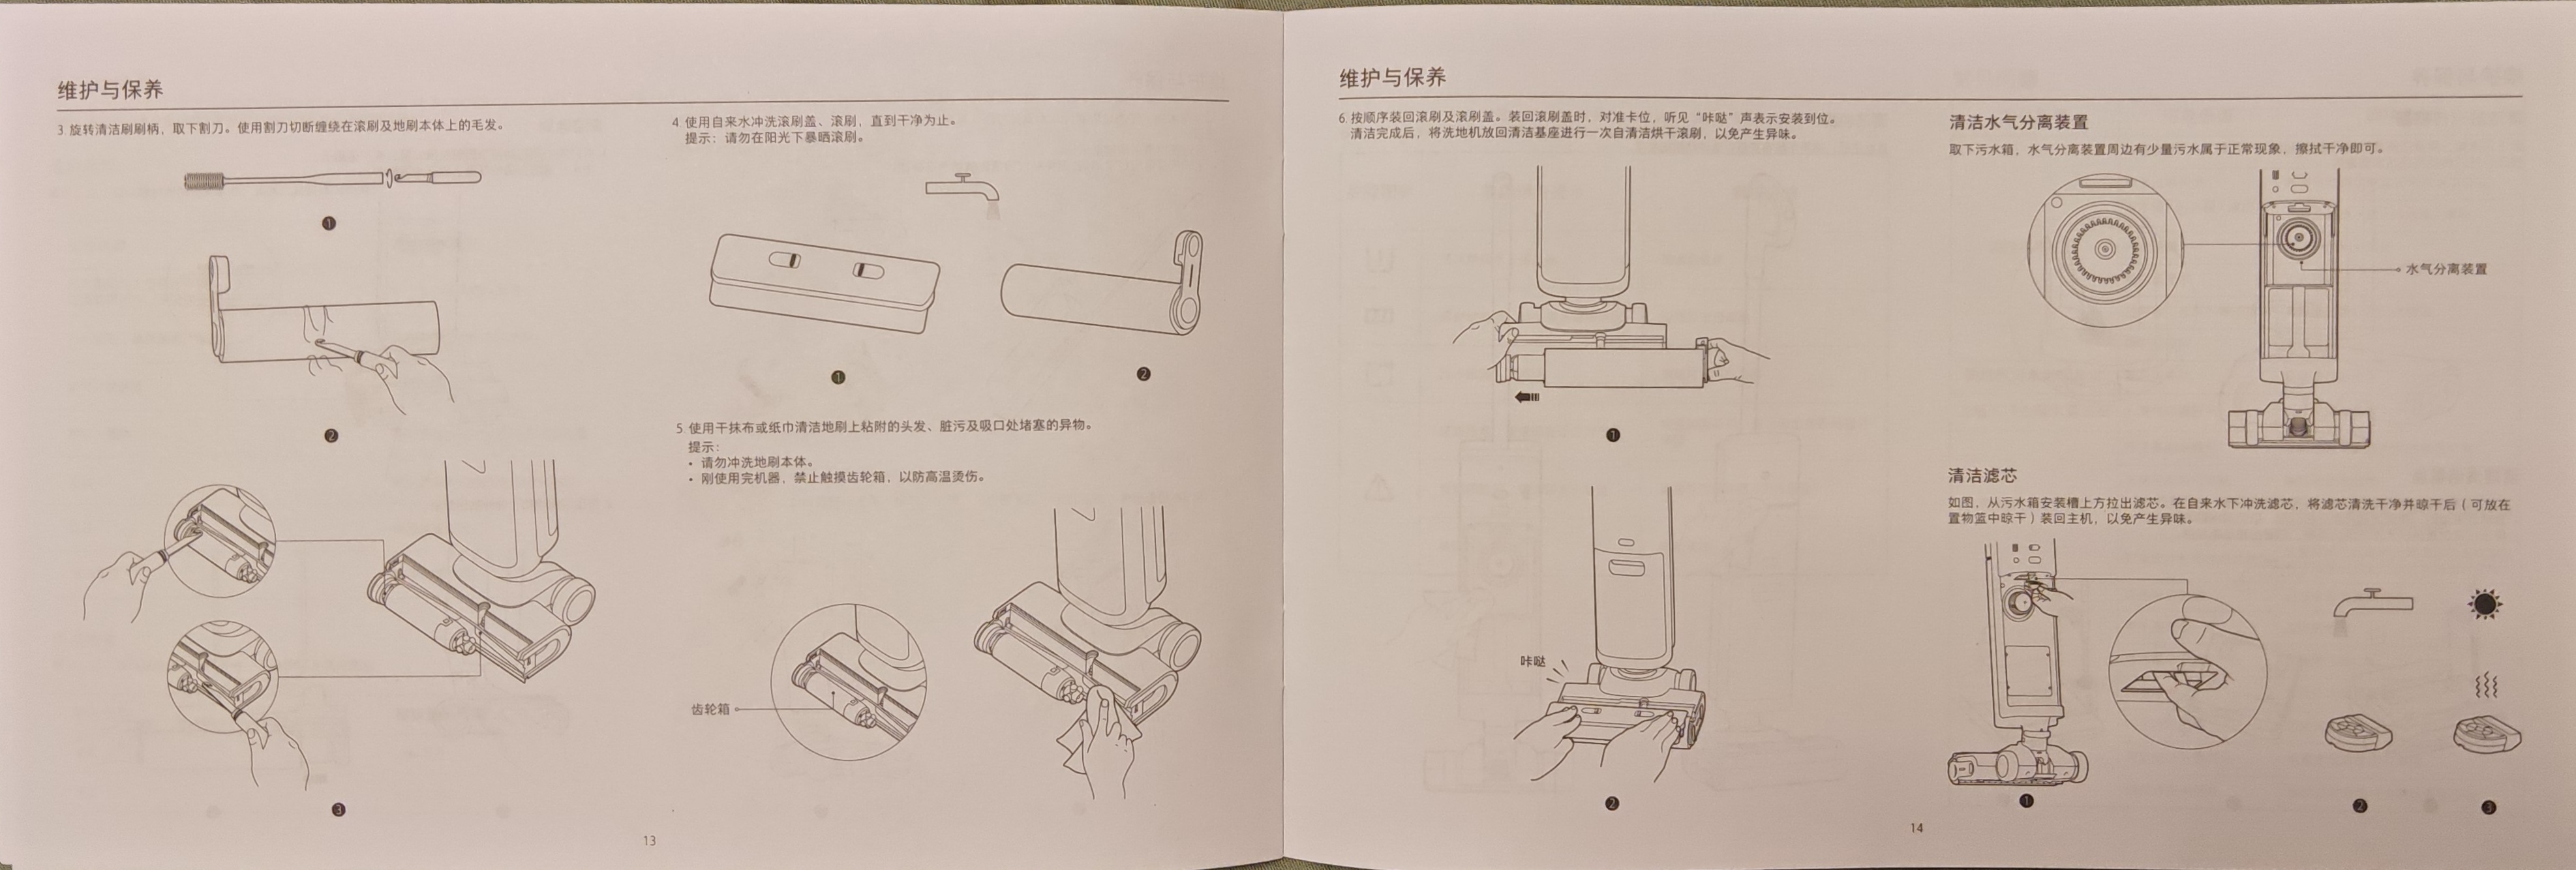 维护与保养
3. 旋转清洁刷刷柄，取下割刀。使用割刀切断缠绕在滚刷及地刷本体上的毛发。
❶
❷
❸
4. 使用自来水冲洗滚刷盖、滚刷，直到干净为止。
提示：请勿在阳光下暴晒滚刷。
❶
❷
5. 使用干抹布或纸巾清洁地刷上粘附的头发、脏污及吸口处堵塞的异物。
提示：
• 请勿冲洗地刷本体。
• 刚使用完机器，禁止触摸齿轮箱，以防高温烫伤。
齿轮箱
13
维护与保养
6. 按顺序装回滚刷及滚刷盖。装回滚刷盖时，对准卡位，听见“咔哒”声表示安装到位。
清洁完成后，将洗地机放回清洁基座进行一次自清洁烘干滚刷，以免产生异味。
❶
咔哒
❷
清洁水气分离装置
取下污水箱，水气分离装置周边有少量污水属于正常现象，擦拭干净即可。
水气分离装置
清洁滤芯
如图，从污水箱安装槽上方拉出滤芯。在自来水下冲洗滤芯，将滤芯清洗干净并晾干后（可放在
置物篮中晾干）装回主机，以免产生异味。
❶
❷
❸
14